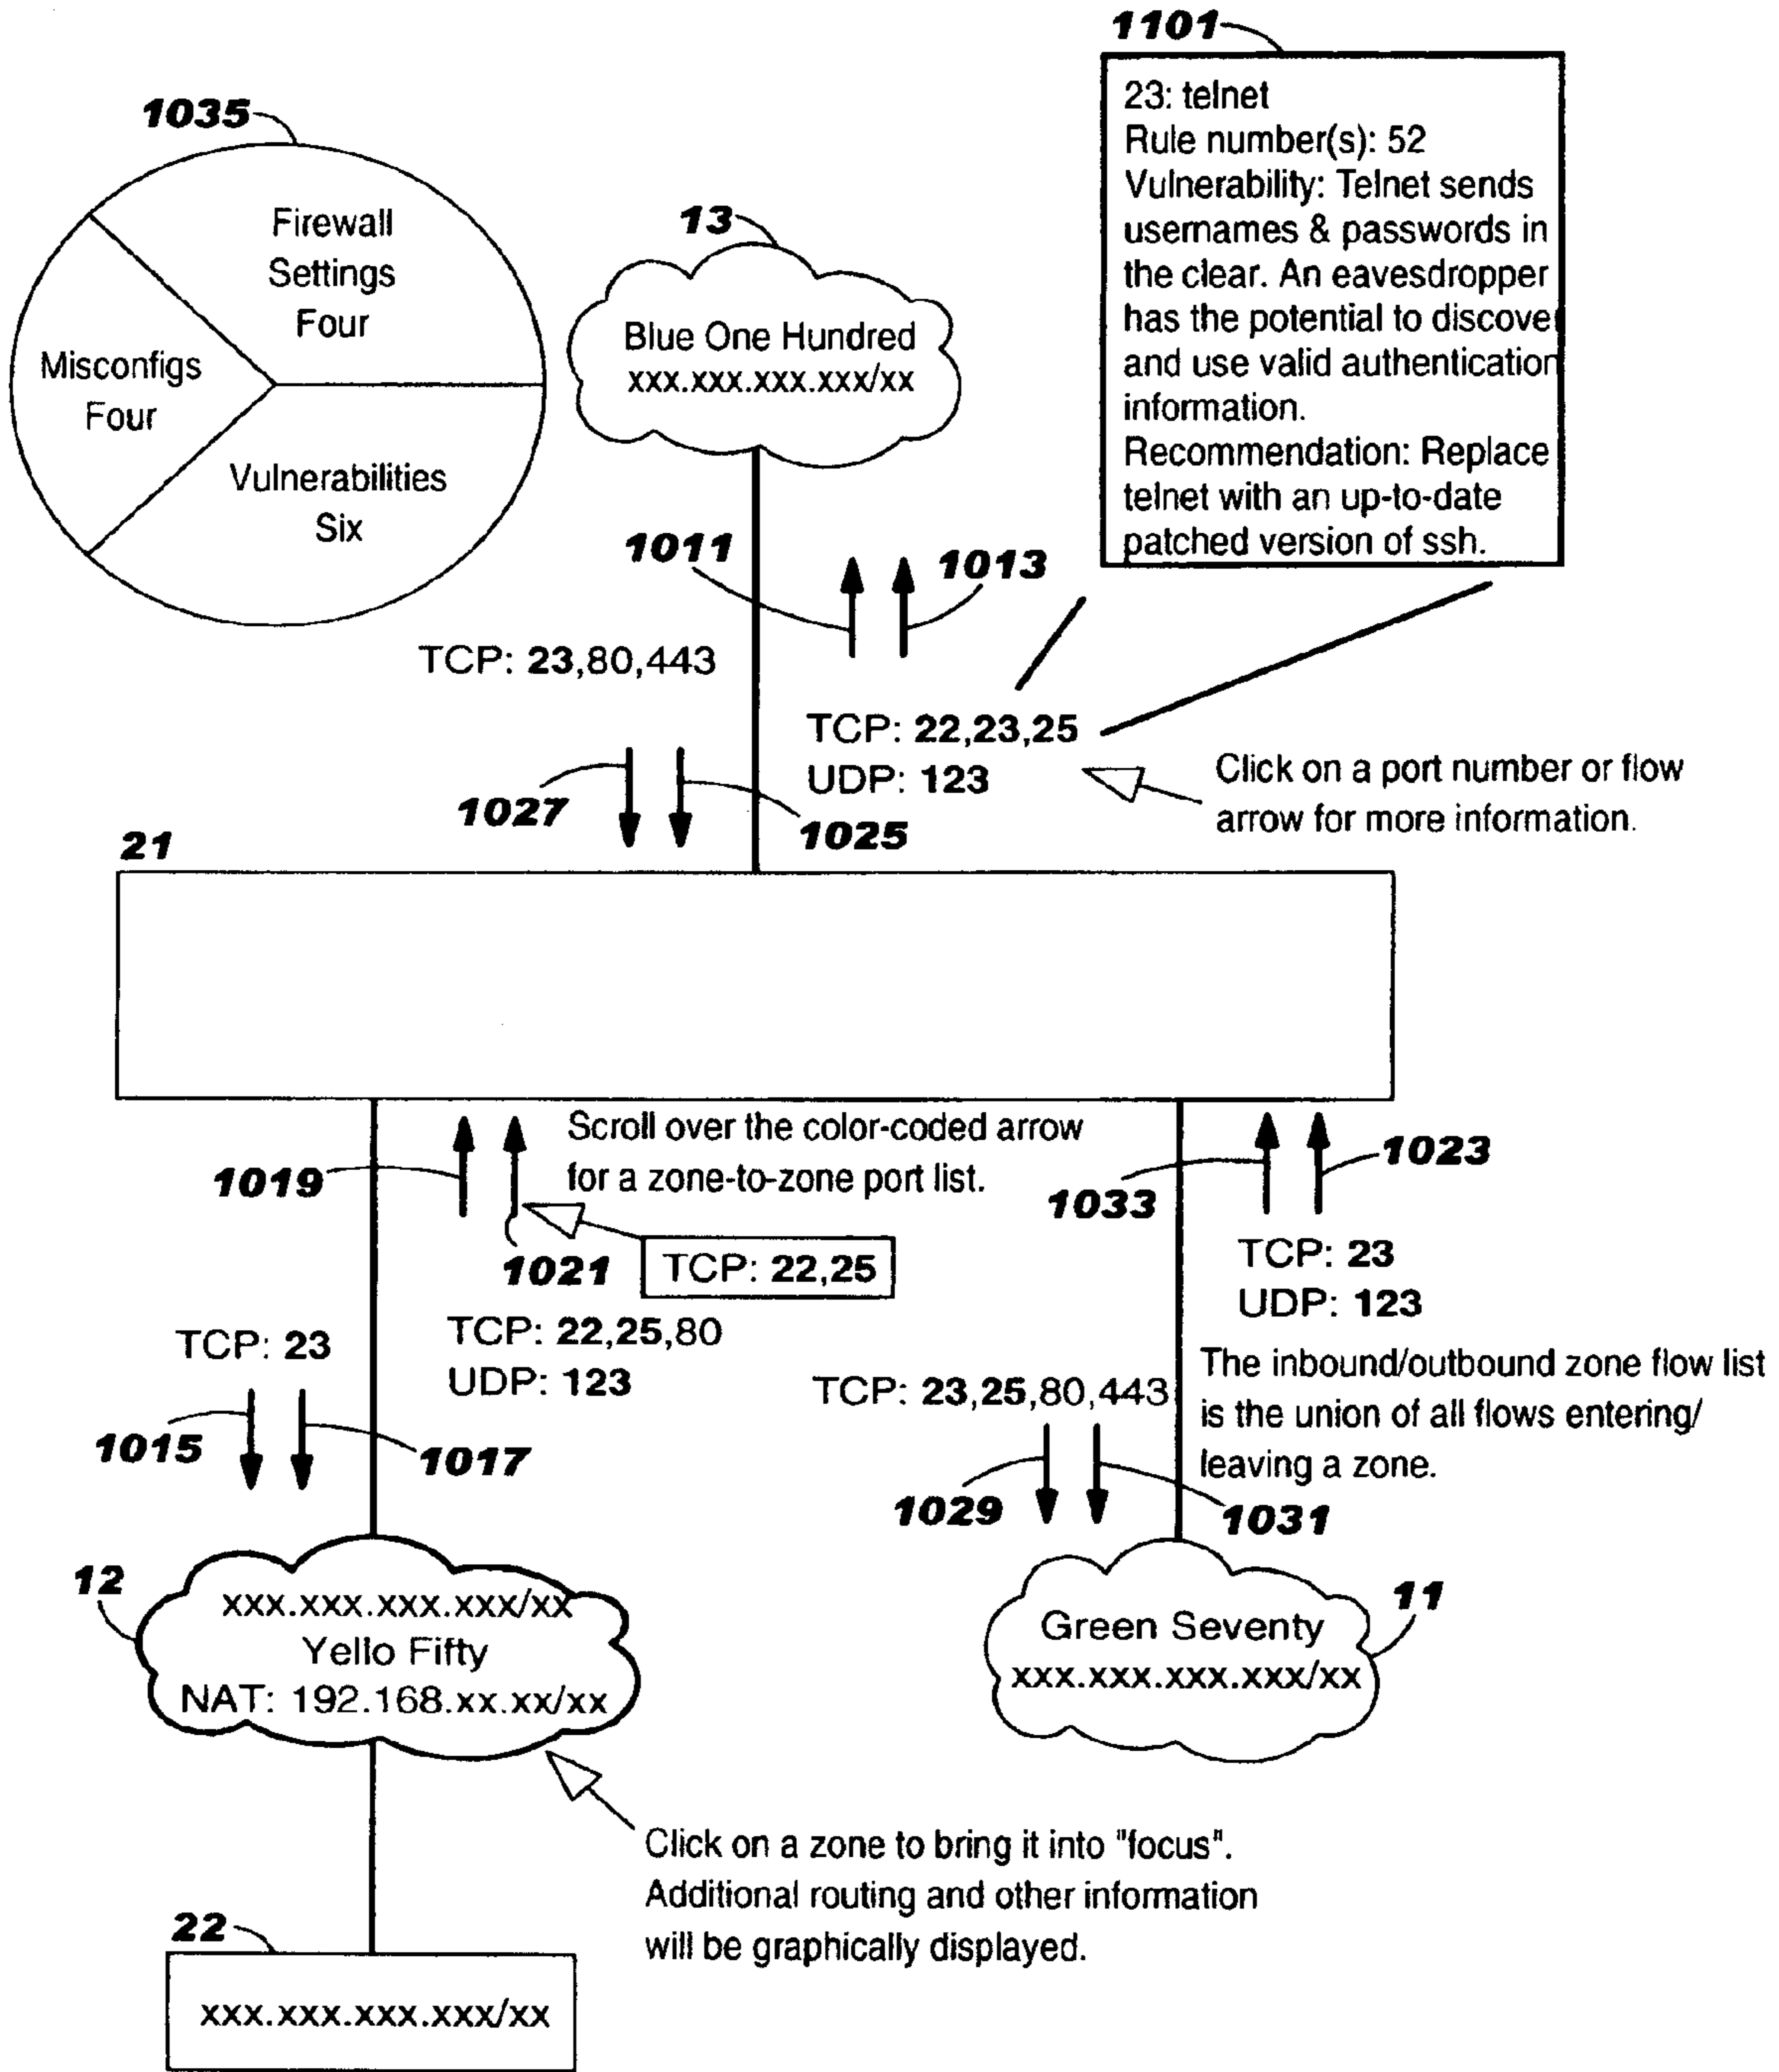 1101
23: telnet
Rule number(s): 52
Vulnerability: Telnet sends
usernames & passwords in
the clear. An eavesdropper
has the potential to discover
and use valid authentication
information.
Recommendation: Replace
telnet with an up-to-date
patched version of ssh.
1035
Firewall
Settings
Four
Misconfigs
Four
Vulnerabilities
Six
13
Blue One Hundred
xxx.xxx.xxx.xxx/xx
1011
1013
TCP: 23,80,443
TCP: 22,23,25
UDP: 123
Click on a port number or flow
arrow for more information.
1027
1025
21
Scroll over the color-coded arrow
for a zone-to-zone port list.
1019
1021
TCP: 22,25
1033
1023
TCP: 23
UDP: 123
TCP: 23
TCP: 22,25,80
UDP: 123
1015
1017
TCP: 23,25,80,443
The inbound/outbound zone flow list
is the union of all flows entering/
leaving a zone.
1029
1031
12
xxx.xxx.xxx.xxx/xx
Yello Fifty
NAT: 192.168.xx.xx/xx
11
Green Seventy
xxx.xxx.xxx.xxx/xx
Click on a zone to bring it into "focus".
Additional routing and other information
will be graphically displayed.
22
xxx.xxx.xxx.xxx/xx